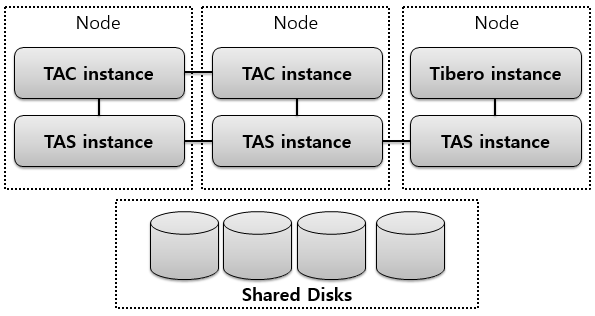 Node
Node
Node
TAC instance
TAC instance
Tibero instance
TAS instance
TAS instance
TAS instance
Shared Disks